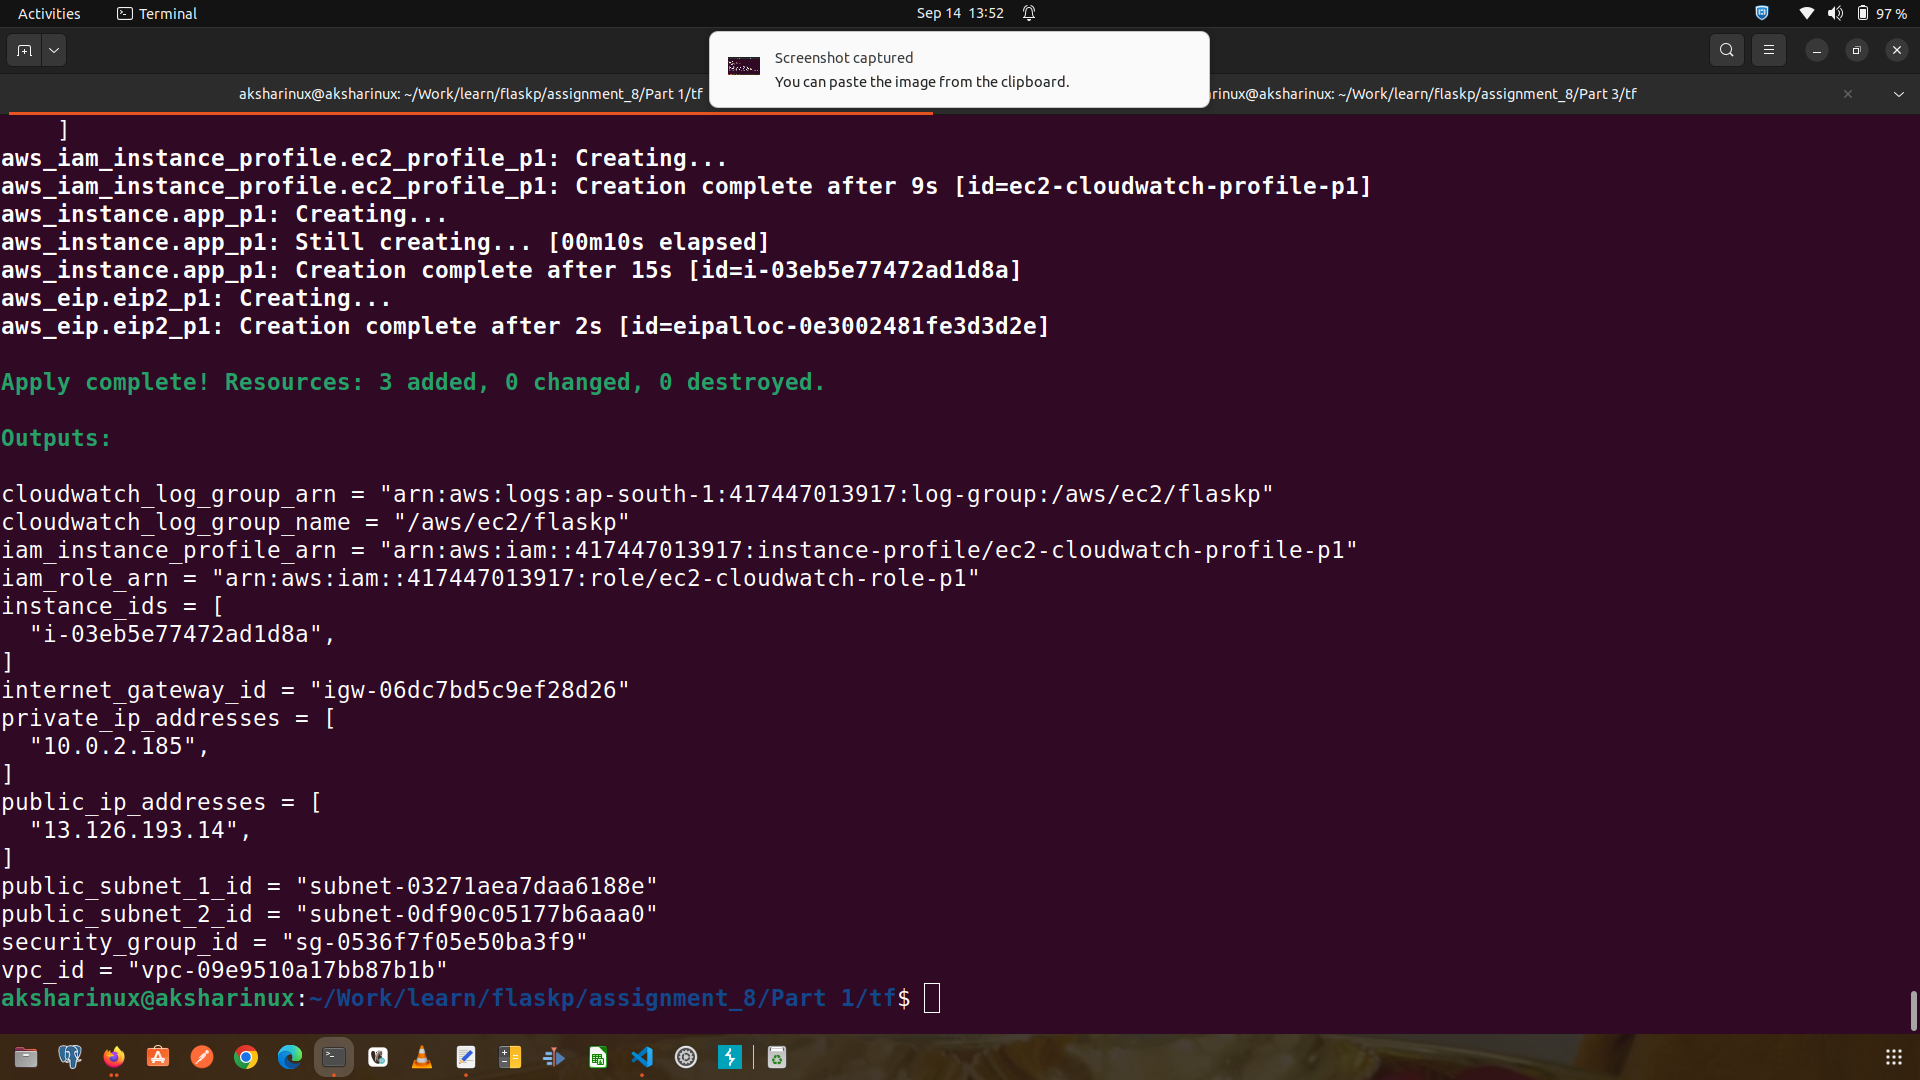 Activities
Terminal
Sep 14 13:52
97 %
Screenshot captured
You can paste the image from the clipboard.
aksharinux@aksharinux: ~/Work/learn/flaskp/assignment_8/Part 1/tf
rinux@aksharinux: ~/Work/learn/flaskp/assignment_8/Part 3/tf
    ]
aws_iam_instance_profile.ec2_profile_p1: Creating...
aws_iam_instance_profile.ec2_profile_p1: Creation complete after 9s [id=ec2-cloudwatch-profile-p1]
aws_instance.app_p1: Creating...
aws_instance.app_p1: Still creating... [00m10s elapsed]
aws_instance.app_p1: Creation complete after 15s [id=i-03eb5e77472ad1d8a]
aws_eip.eip2_p1: Creating...
aws_eip.eip2_p1: Creation complete after 2s [id=eipalloc-0e3002481fe3d3d2e]
Apply complete! Resources: 3 added, 0 changed, 0 destroyed.
Outputs:
cloudwatch_log_group_arn = "arn:aws:logs:ap-south-1:417447013917:log-group:/aws/ec2/flaskp"
cloudwatch_log_group_name = "/aws/ec2/flaskp"
iam_instance_profile_arn = "arn:aws:iam::417447013917:instance-profile/ec2-cloudwatch-profile-p1"
iam_role_arn = "arn:aws:iam::417447013917:role/ec2-cloudwatch-role-p1"
instance_ids = [
  "i-03eb5e77472ad1d8a",
]
internet_gateway_id = "igw-06dc7bd5c9ef28d26"
private_ip_addresses = [
  "10.0.2.185",
]
public_ip_addresses = [
  "13.126.193.14",
]
public_subnet_1_id = "subnet-03271aea7daa6188e"
public_subnet_2_id = "subnet-0df90c05177b6aaa0"
security_group_id = "sg-0536f7f05e50ba3f9"
vpc_id = "vpc-09e9510a17bb87b1b"
aksharinux@aksharinux:~/Work/learn/flaskp/assignment_8/Part 1/tf$